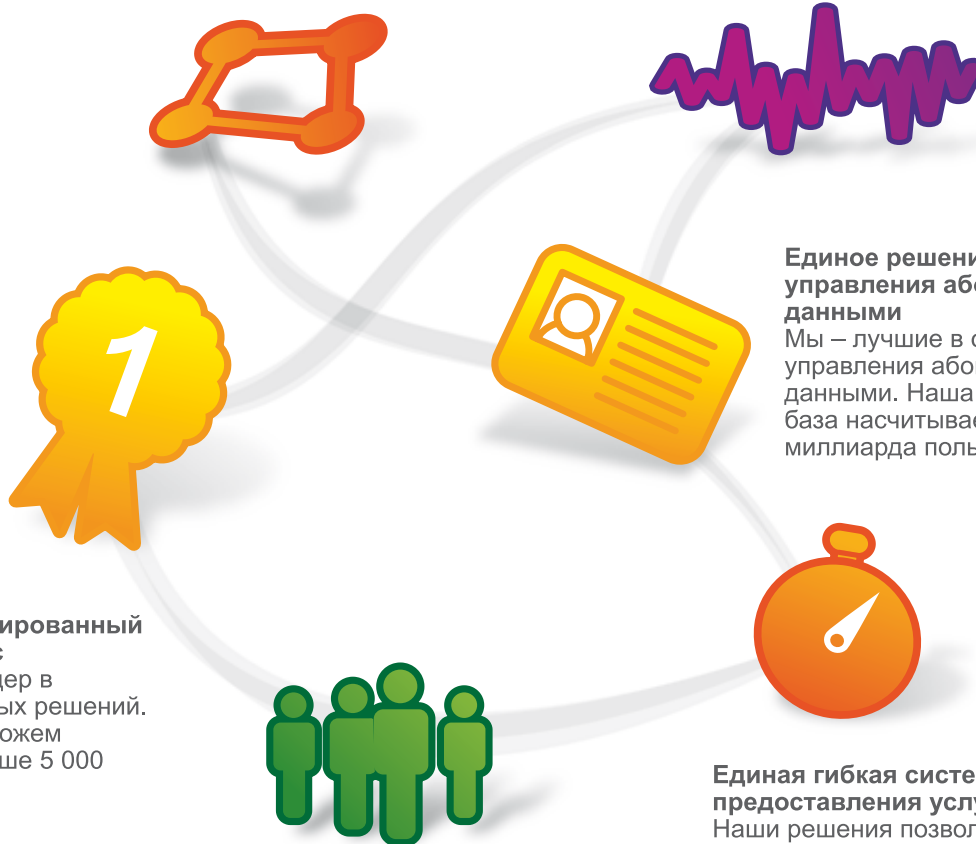 1
Единое решени
управления або
данными
Мы – лучшие в с
управления або
данными. Наша
база насчитывае
миллиарда поль
ированный
с
дер в
ых решений.
ожем
ше 5 000
Единая гибкая систе
предоставления услу
Наши решения позвол